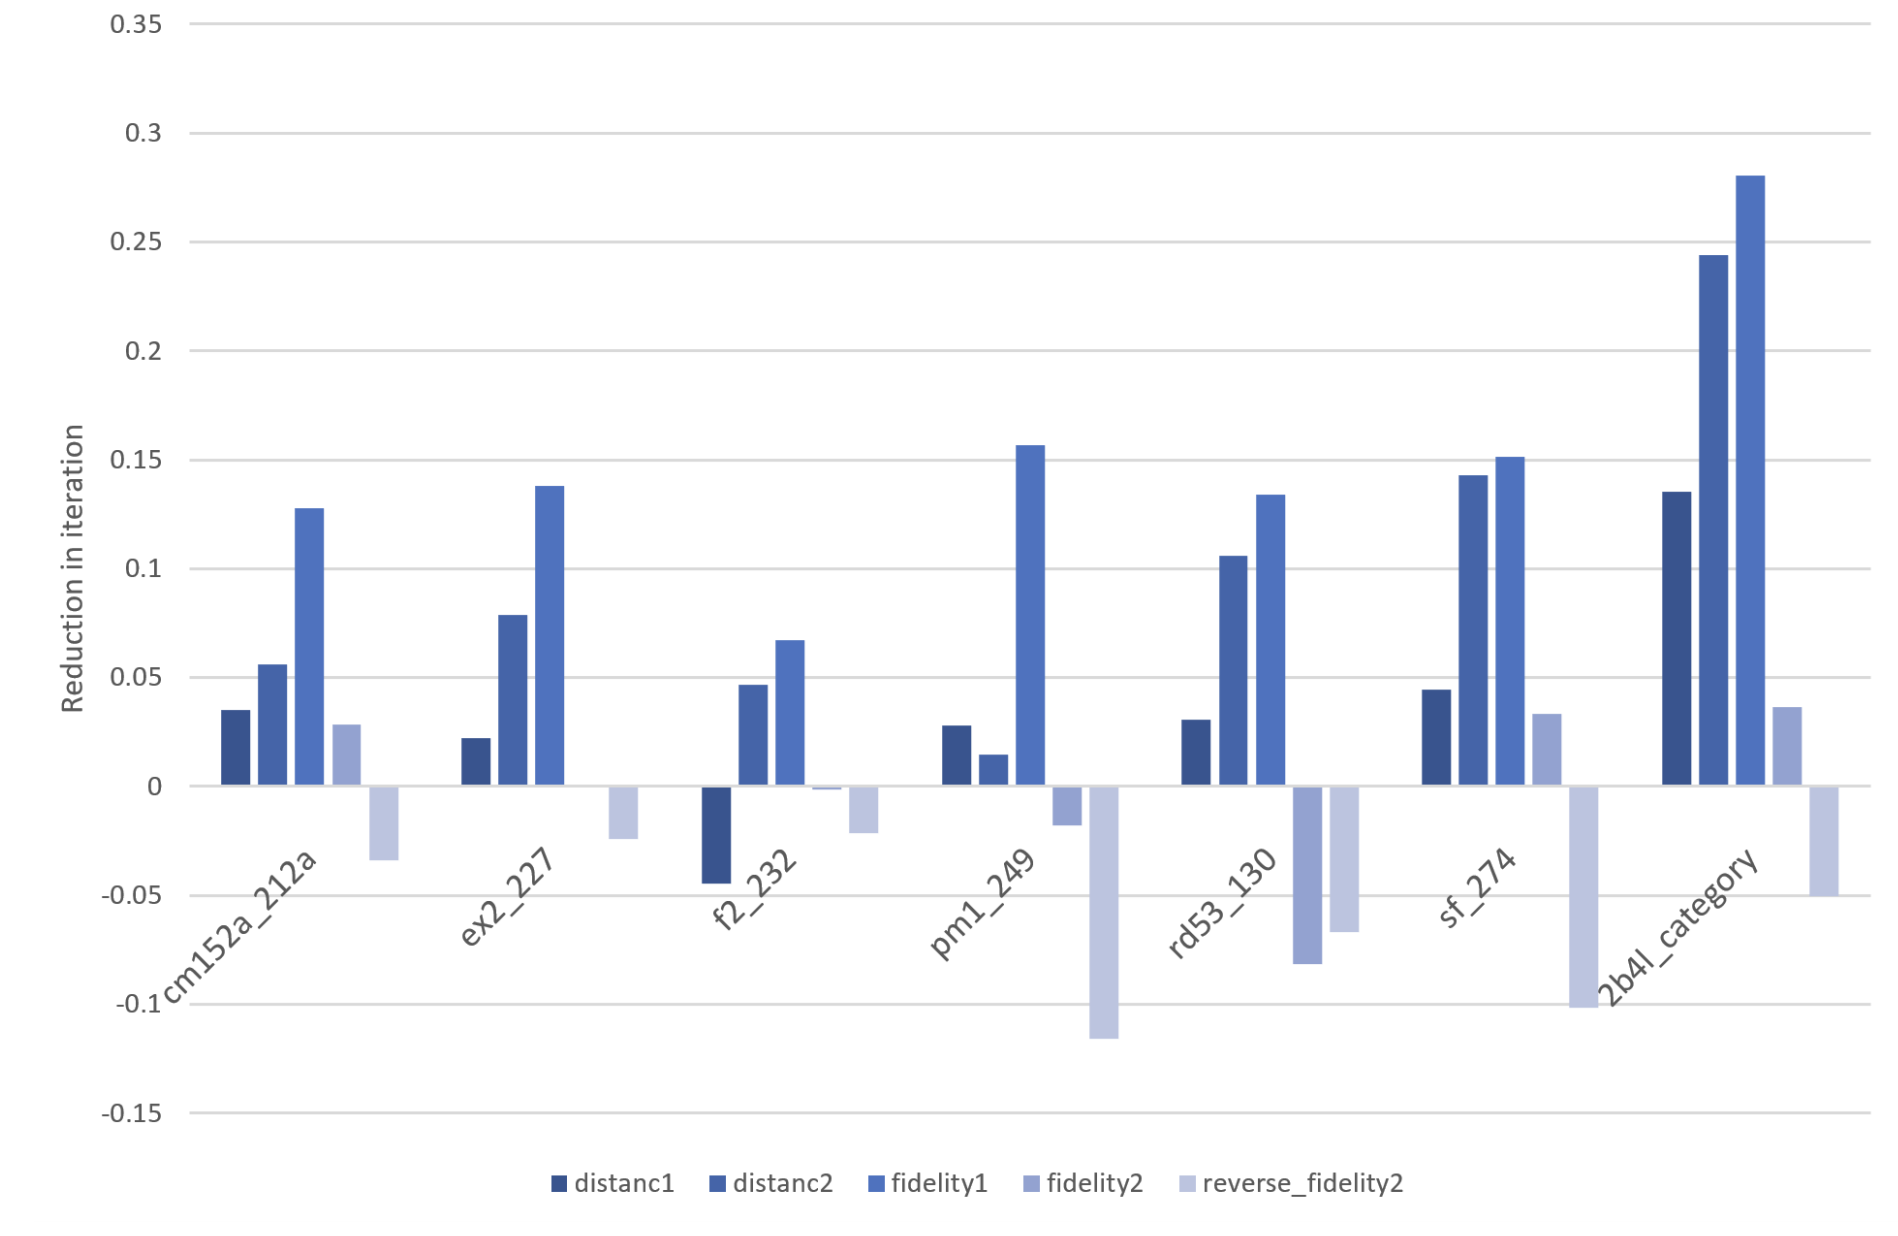 0.35
0.3
0.25
0.2
0.15
0.1
0.05
0
-0.05
-0.1
-0.15
Reduction in iteration
cm152a_212a
ex2_227
f2_232
pm1_249
rd53_130
sf_274
2b4l_category
distanc1 distanc2 fidelity1 fidelity2 reverse_fidelity2